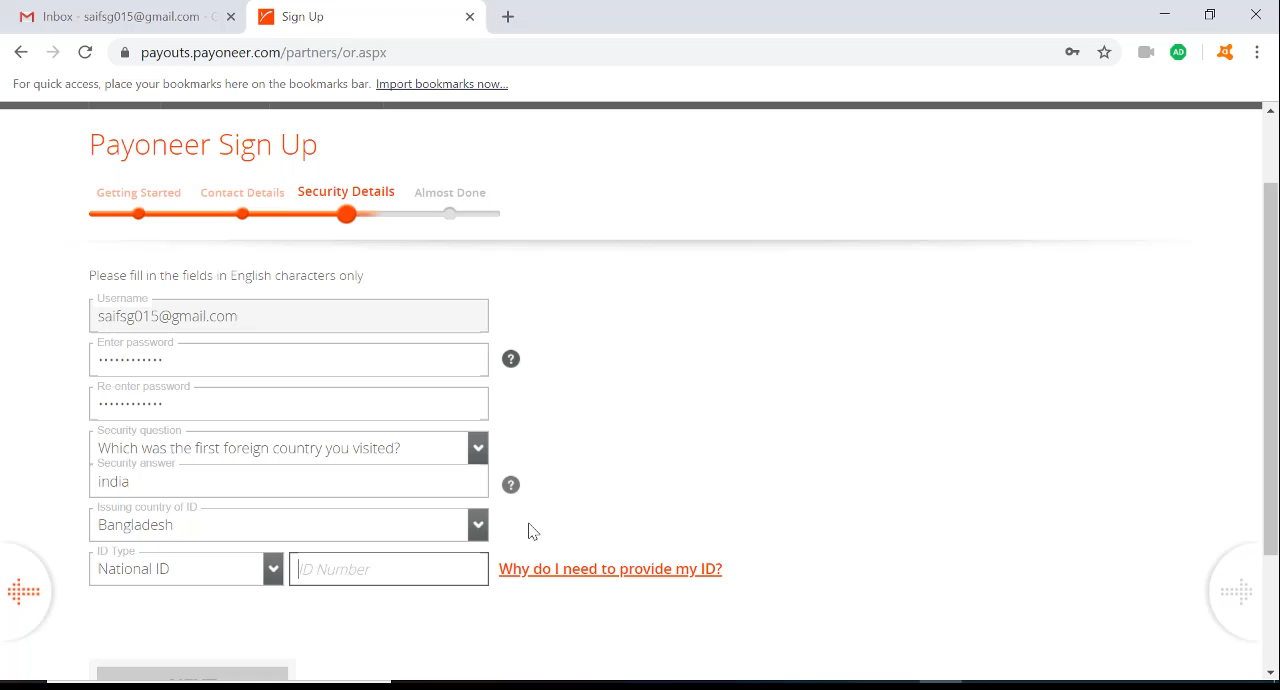 Inbox - saifsg015@gmail.com - 
Sign Up
payouts.payoneer.com/partners/or.aspx
AD
For quick access, place your bookmarks here on the bookmarks bar. Import bookmarks now...
Payoneer Sign Up
Getting Started Contact Details Security Details Almost Done
Please fill in the fields in English characters only
Username
saifsg015@gmail.com
Enter password
••••••••••••
?
Re-enter password
••••••••••••
Security question
Which was the first foreign country you visited?
Security answer
india
?
Issuing country of ID
Bangladesh
ID Type
National ID
ID Number
Why do I need to provide my ID?